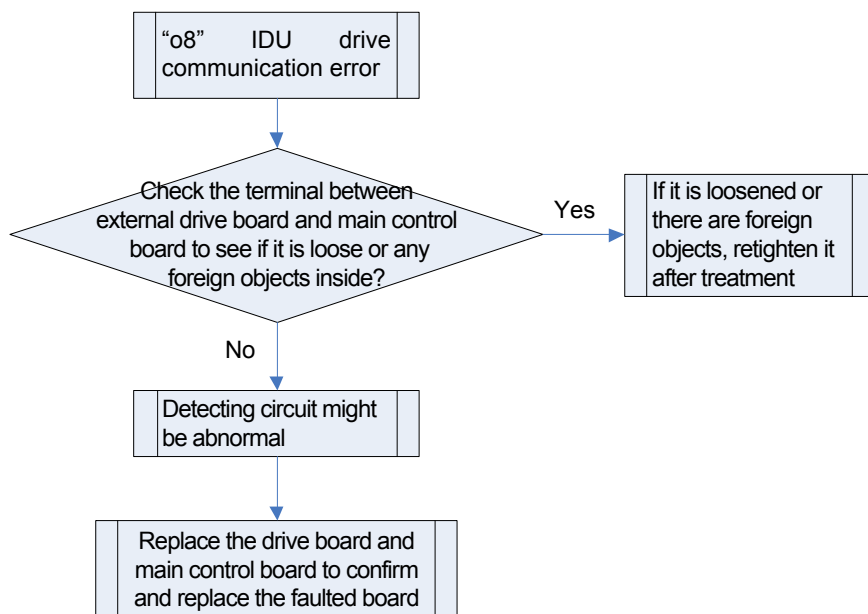 “o8” IDU drive
communication error
Check the terminal between
external drive board and main control
board to see if it is loose or any
foreign objects inside?
Yes
If it is loosened or
there are foreign
objects, retighten it
after treatment
No
Detecting circuit might
be abnormal
Replace the drive board and
main control board to confirm
and replace the faulted board